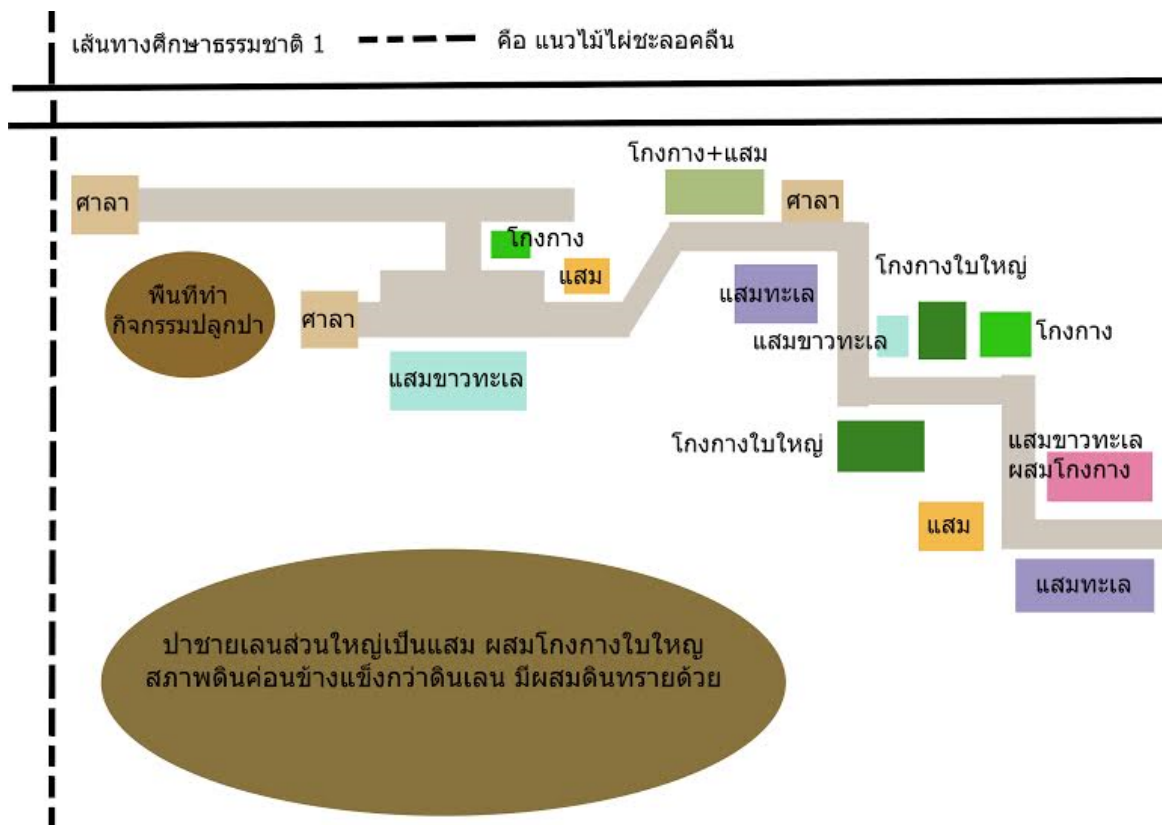 เส้นทางศึกษาธรรมชาติ 1
คือ แนวไม้ไผ่ชะลอคลืน
โกงกาง+แสม
ศาลา
ศาลา
โกงกาง
แสม
โกงกางใบใหญ่
พืนทีทำ
กิจกรรมปลูกปา
ศาลา
แสมทะเล
แสมขาวทะเล
โกงกาง
แสมขาวทะเล
โกงกางใบใหญ่
แสมขาวทะเล
ผสมโกงกาง
แสม
แสมทะเล
ปาชายเลนส่วนใหญ่เป็นแสม ผสมโกงกางใบใหญ
สภาพดินค่อนข้างแข็งกว่าดินเลน มีผสมดินทรายด้วย